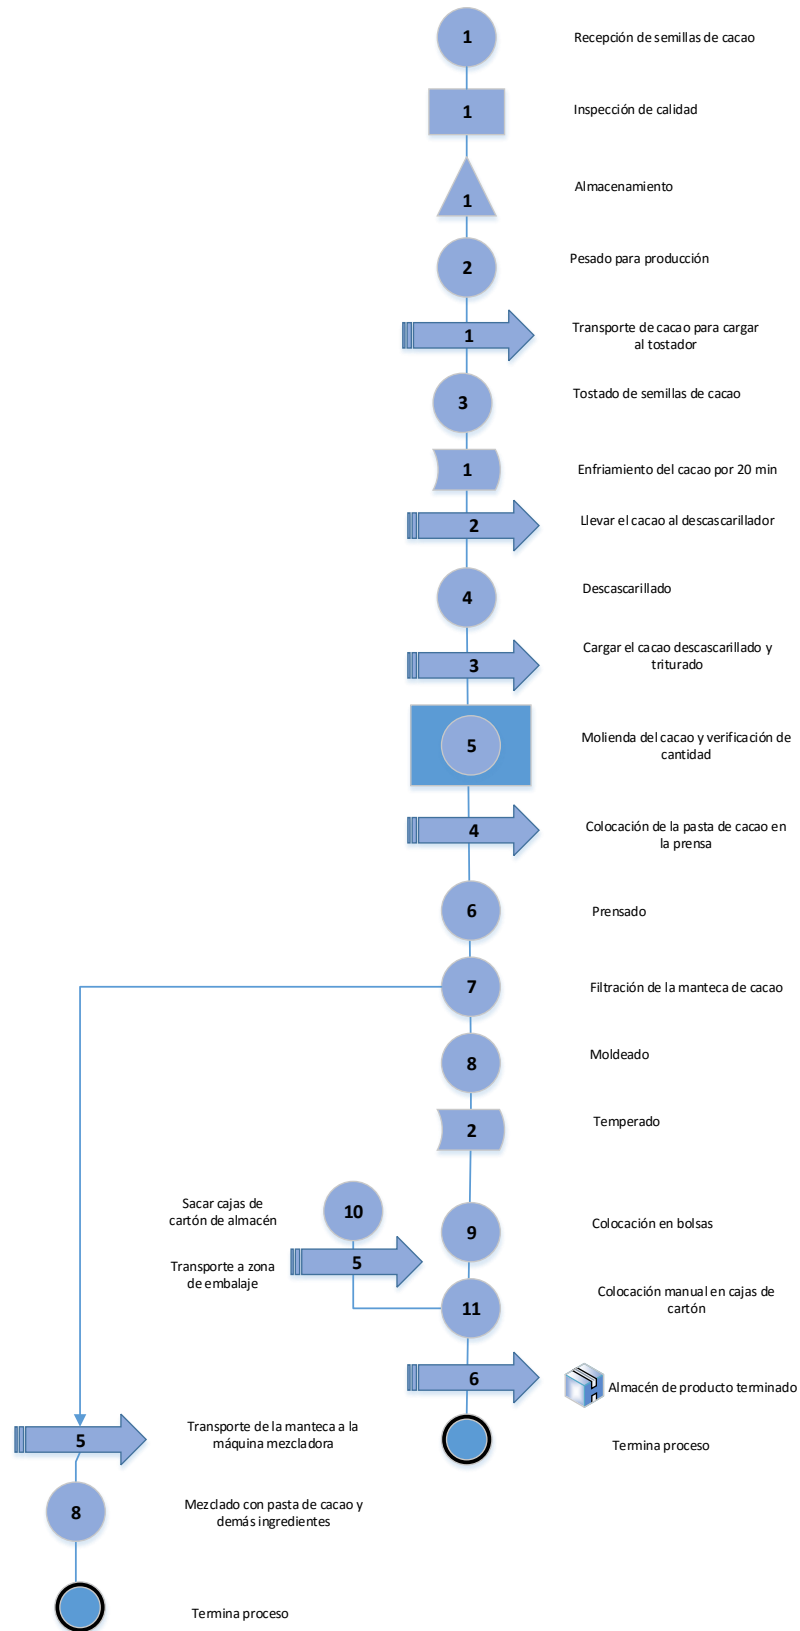 1
Recepción de semillas de cacao
1
Inspección de calidad
1
Almacenamiento
2
Pesado para producción
1
Transporte de cacao para cargar
al tostador
3
Tostado de semillas de cacao
1
Enfriamiento del cacao por 20 min
2
Llevar el cacao al descascarillador
4
Descascarillado
3
Cargar el cacao descascarillado y
triturado
5
Molienda del cacao y verificación de
cantidad
4
Colocación de la pasta de cacao en
la prensa
6
Prensado
7
Filtración de la manteca de cacao
8
Moldeado
2
Temperado
Sacar cajas de
cartón de almacén
10
9
Colocación en bolsas
Transporte a zona
de embalaje
5
11
Colocación manual en cajas de
cartón
6
Almacén de producto terminado
5
Transporte de la manteca a la
máquina mezcladora
Termina proceso
8
Mezclado con pasta de cacao y
demás ingredientes
Termina proceso